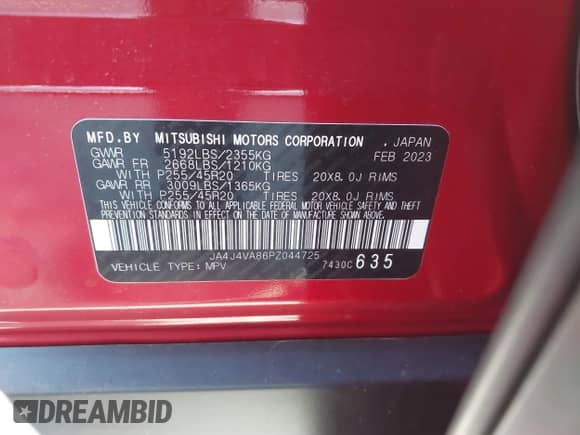 MFD.BY MITSUBISHI MOTORS CORPORATION . JAPAN
GVWR 5192LBS/2355KG FEB 2023
GAWR FR 2668LBS/1210KG
WITH P255/45R20 TIRES 20X8.0J RIMS
GAWR RR 3009LBS/1365KG
WITH P255/45R20 TIRES 20X8.0J RIMS
THIS VEHICLE CONFORMS TO ALL APPLICABLE FEDERAL MOTOR VEHICLE SAFETY AND THEFT
PREVENTION STANDARDS IN EFFECT ON THE DATE OF MANUFACTURE SHOWN ABOVE.
JA4J4VA86PZ044725
VEHICLE TYPE: MPV 7430C 635
DREAMBID